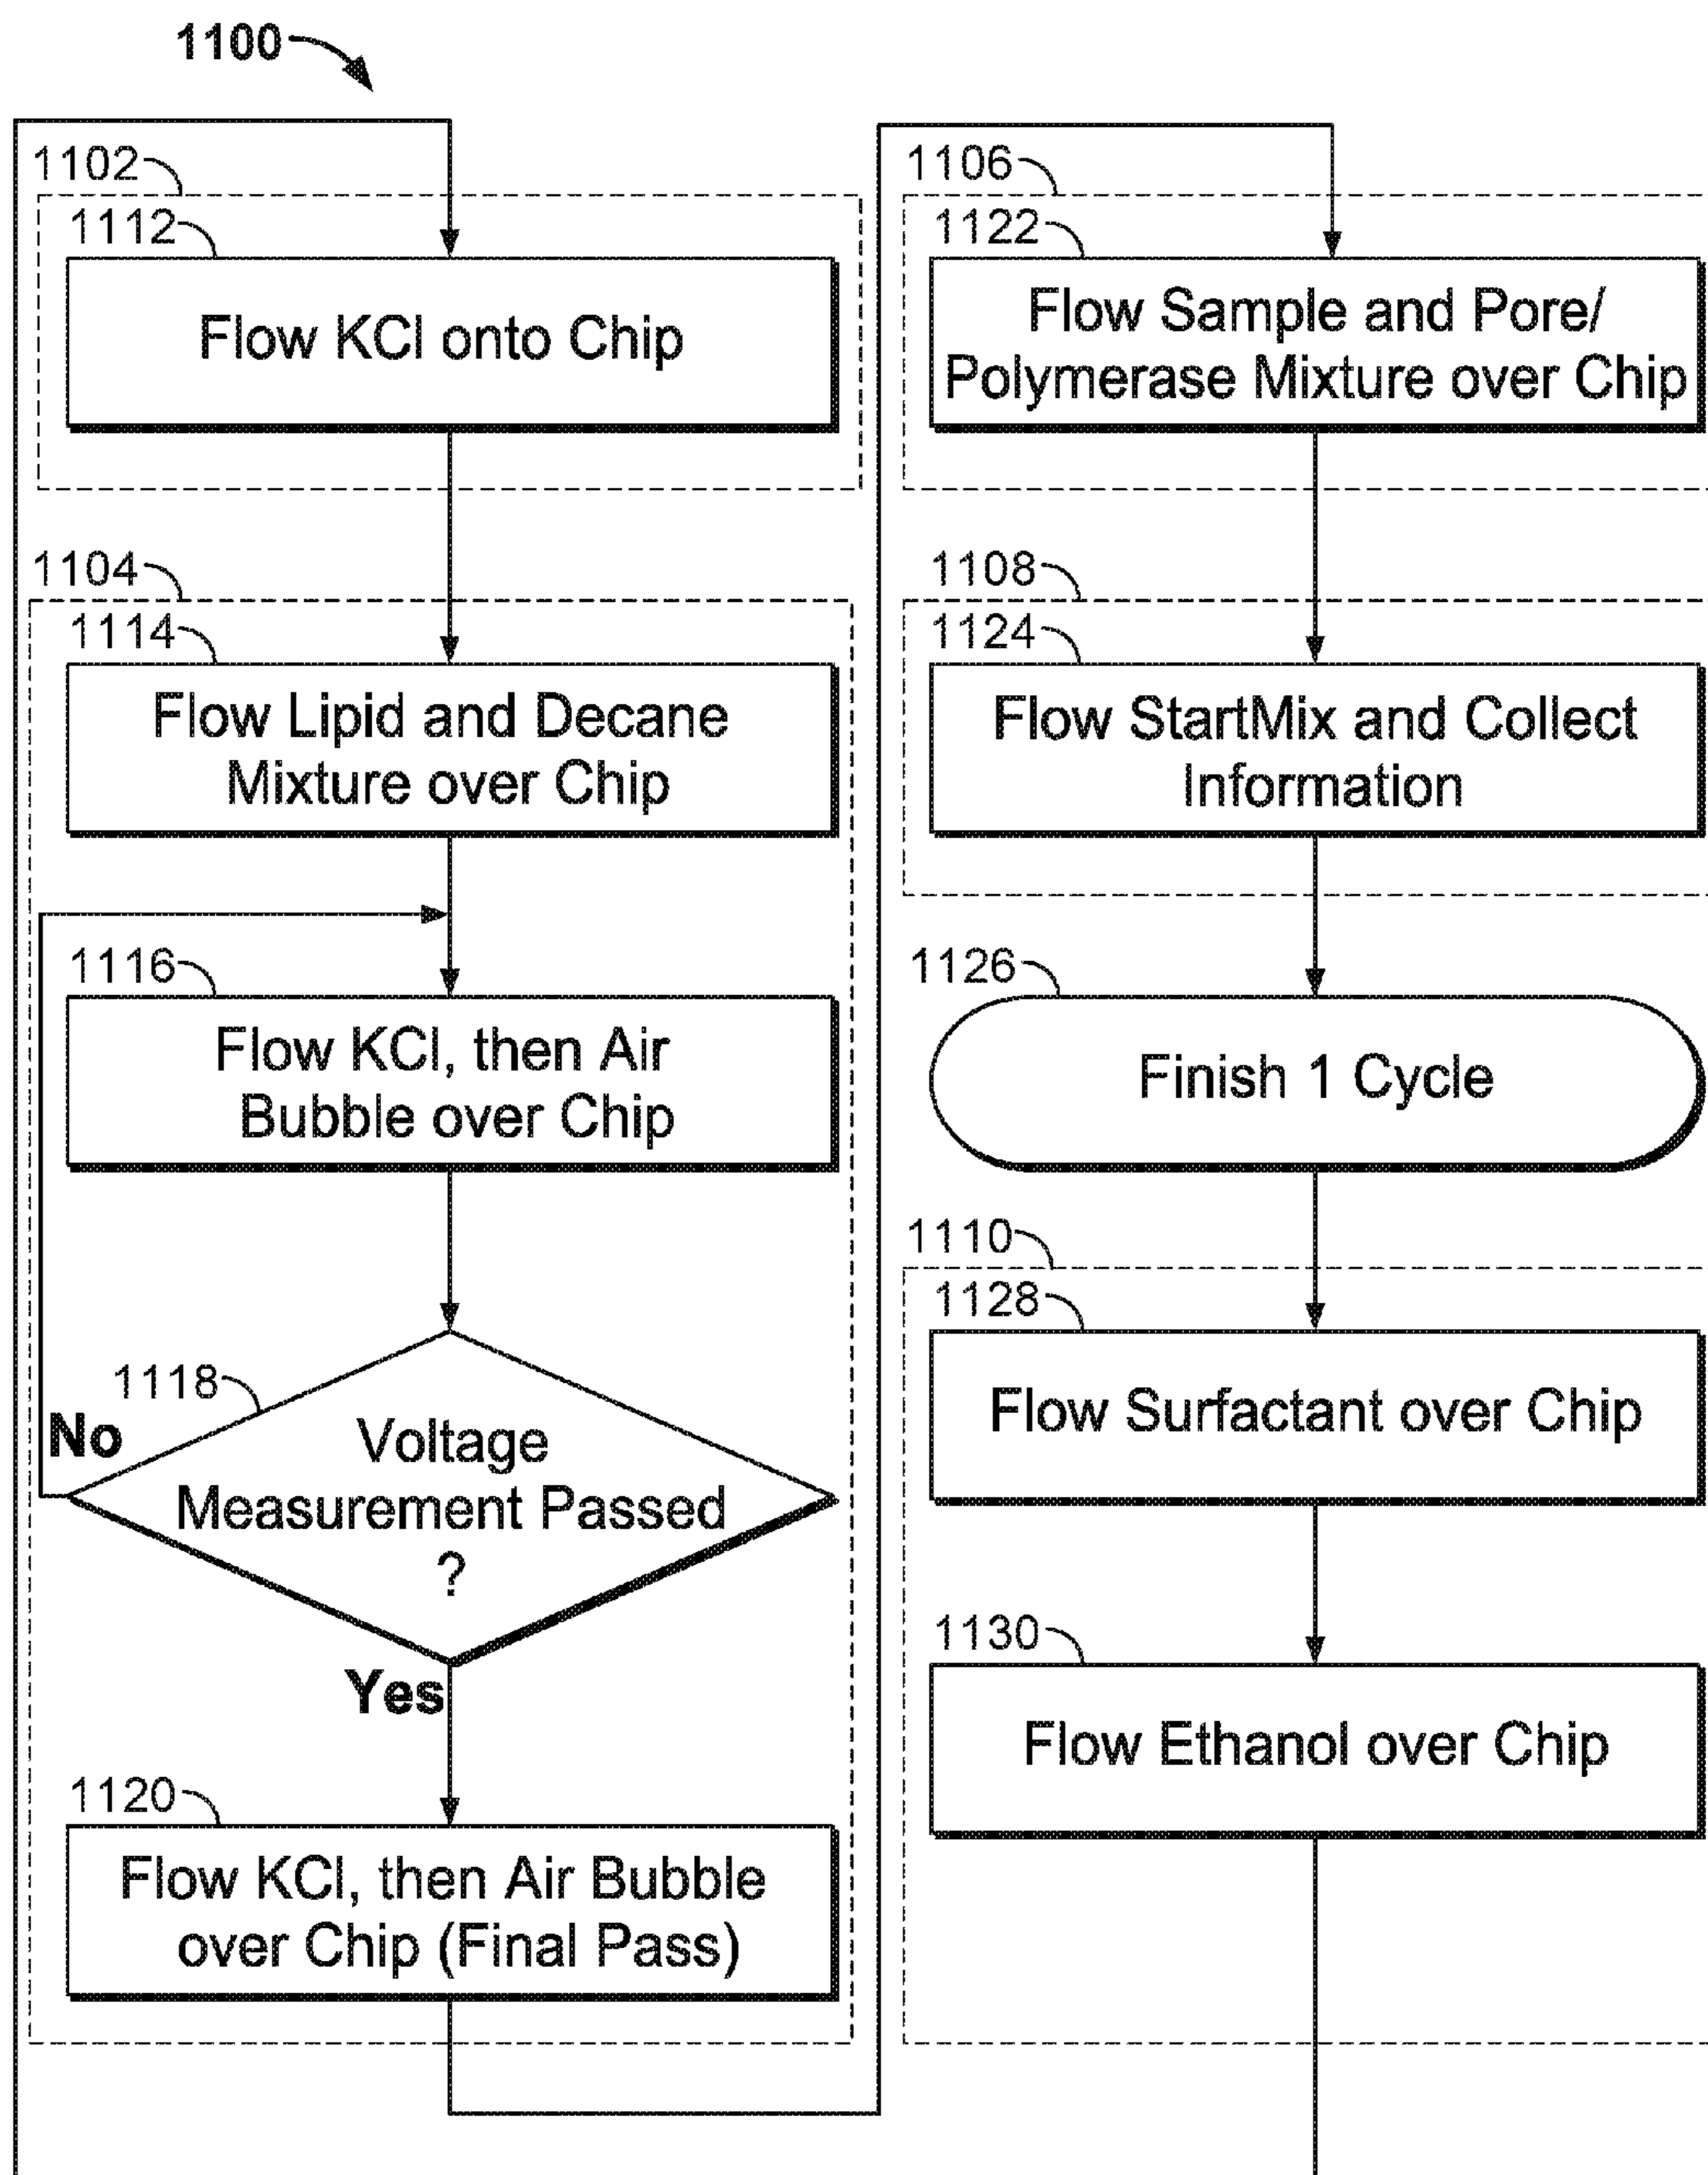 1100
1102
1112
Flow KCl onto Chip
1104
1114
Flow Lipid and Decane
Mixture over Chip
1116
Flow KCl, then Air
Bubble over Chip
1118
No
Voltage
Measurement Passed
?
Yes
1120
Flow KCl, then Air Bubble
over Chip (Final Pass)
1106
1122
Flow Sample and Pore/
Polymerase Mixture over Chip
1108
1124
Flow StartMix and Collect
Information
1126
Finish 1 Cycle
1110
1128
Flow Surfactant over Chip
1130
Flow Ethanol over Chip